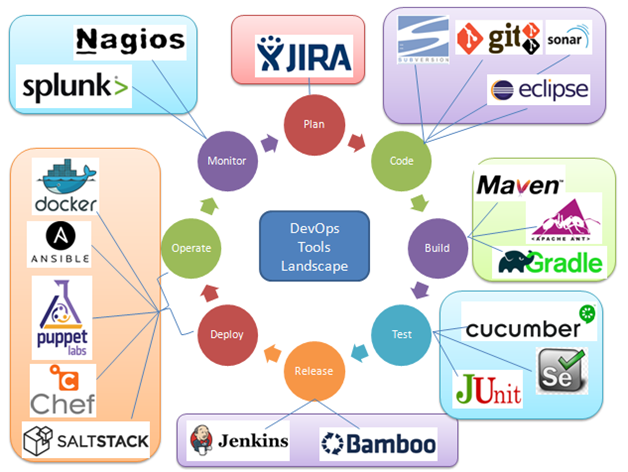 Nagios
splunk>
JIRA
SUBVERSION
git
sonar
eclipse
Plan
Monitor
Code
docker
ANSIBLE
puppet
labs
Chef
SALTSTACK
Operate
DevOps
Tools
Landscape
Build
Maven™
APACHE ANT
Gradle
Deploy
Test
Release
cucumber
JUnit
Se
Jenkins
Bamboo